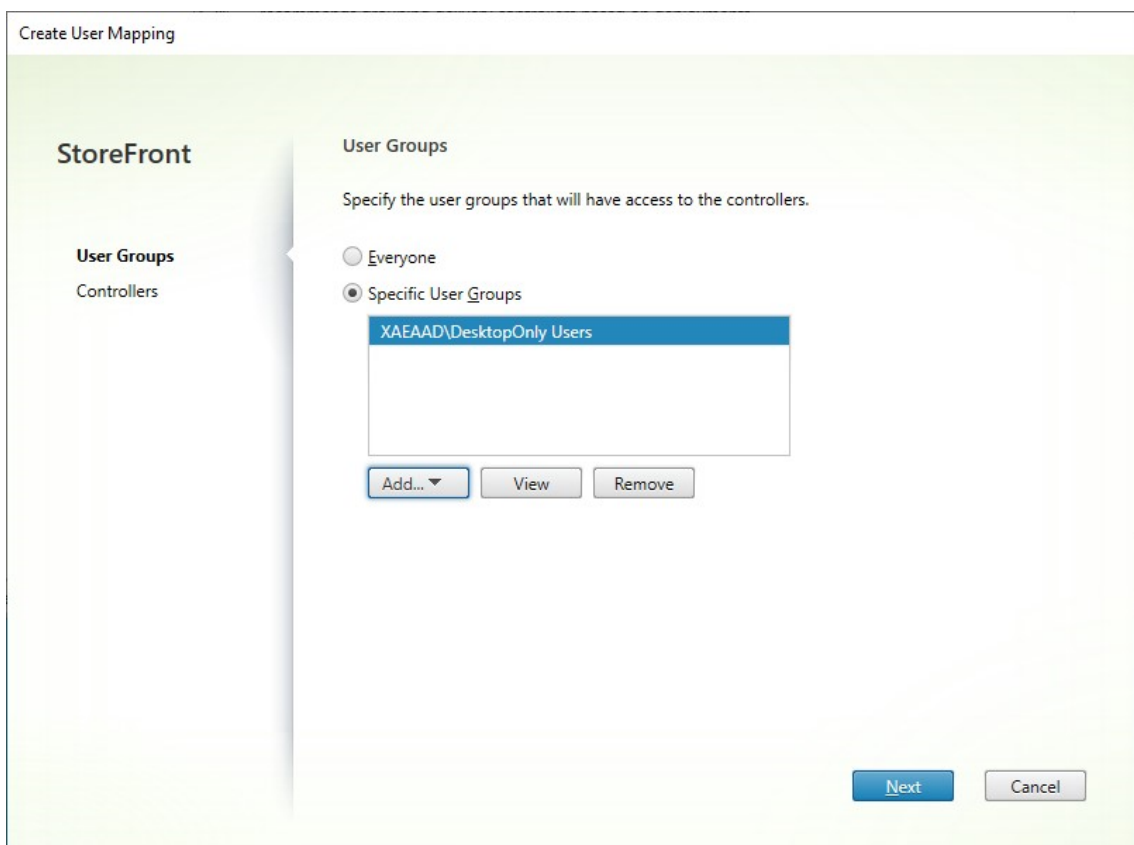 Create User Mapping
StoreFront
User Groups
Controllers
User Groups
Specify the user groups that will have access to the controllers.
Everyone
Specific User Groups
XAEAAD\DesktopOnly Users
Add...
View
Remove
Next
Cancel